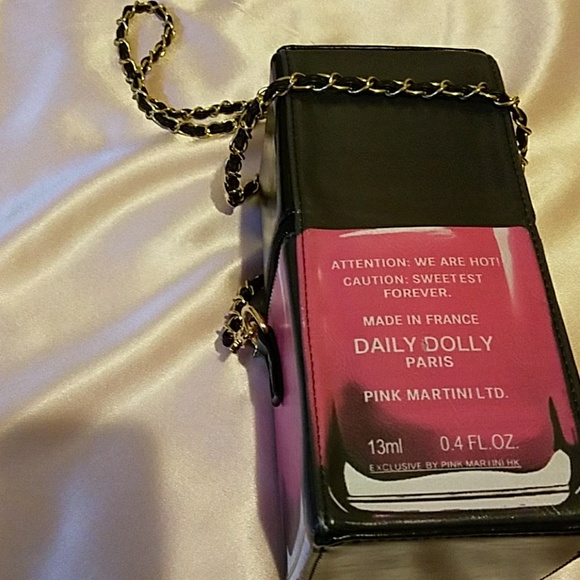 ATTENTION: WE ARE HOT!
CAUTION: SWEETEST
FOREVER.
MADE IN FRANCE
DAILY DOLLY
PARIS
PINK MARTINI LTD.
13ml 0.4 FL.OZ.
EXCLUSIVE BY PINK MARTINI HK